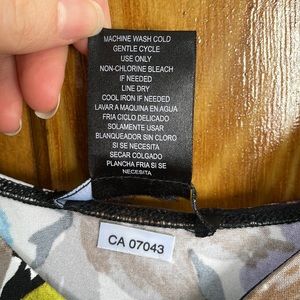 MACHINE WASH COLD
GENTLE CYCLE
USE ONLY
NON-CHLORINE BLEACH
IF NEEDED
LINE DRY
COOL IRON IF NEEDED
LAVAR A MAQUINA EN AGUA
FRIA CICLO DELICADO
SOLAMENTE USAR
BLANQUEADOR SIN CLORO
SI SE NECESITA
SECAR COLGADO
PLANCHA FRIA SI SE
NECESITA
CA 07043